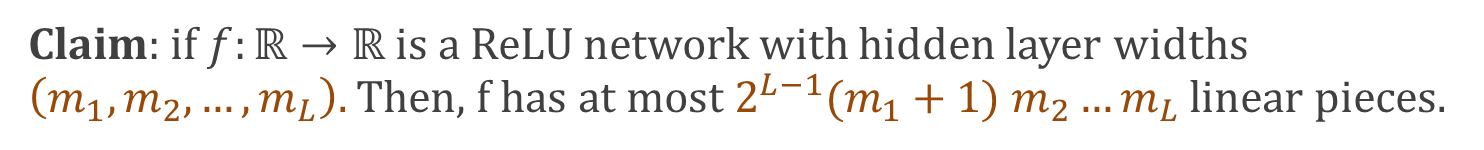 Claim: if f: ℝ → ℝ is a ReLU network with hidden layer widths
(m₁, m₂, ..., m_L). Then, f has at most 2^{L−1}(m₁ + 1) m₂ ... m_L linear pieces.